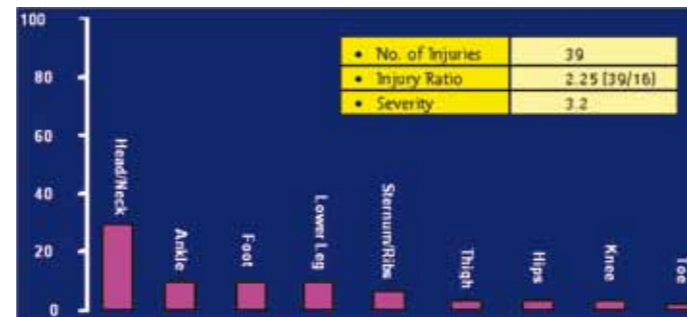 100
• No. of Injuries 39
80
• Injury Ratio 2.25 (39/16)
• Severity 3.2
60
40
20
0
Head/Neck
Ankle
Foot
Lower Leg
Sternum/Ribs
Thigh
Hips
Knee
Toe